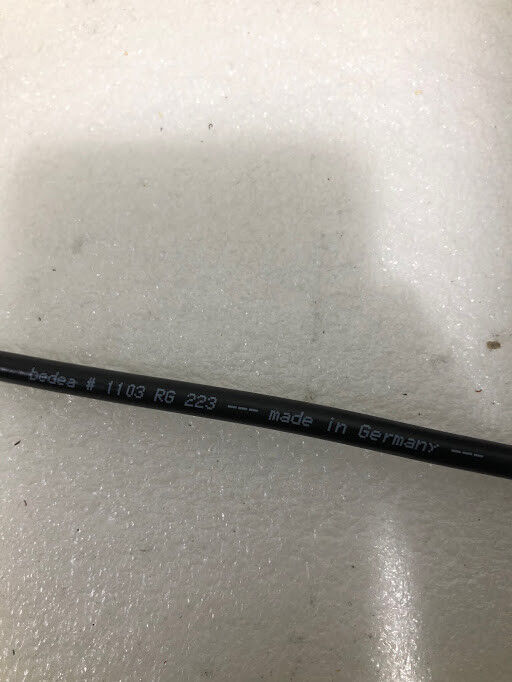 bedea # 1103 RG 223 --- made in Germany ---